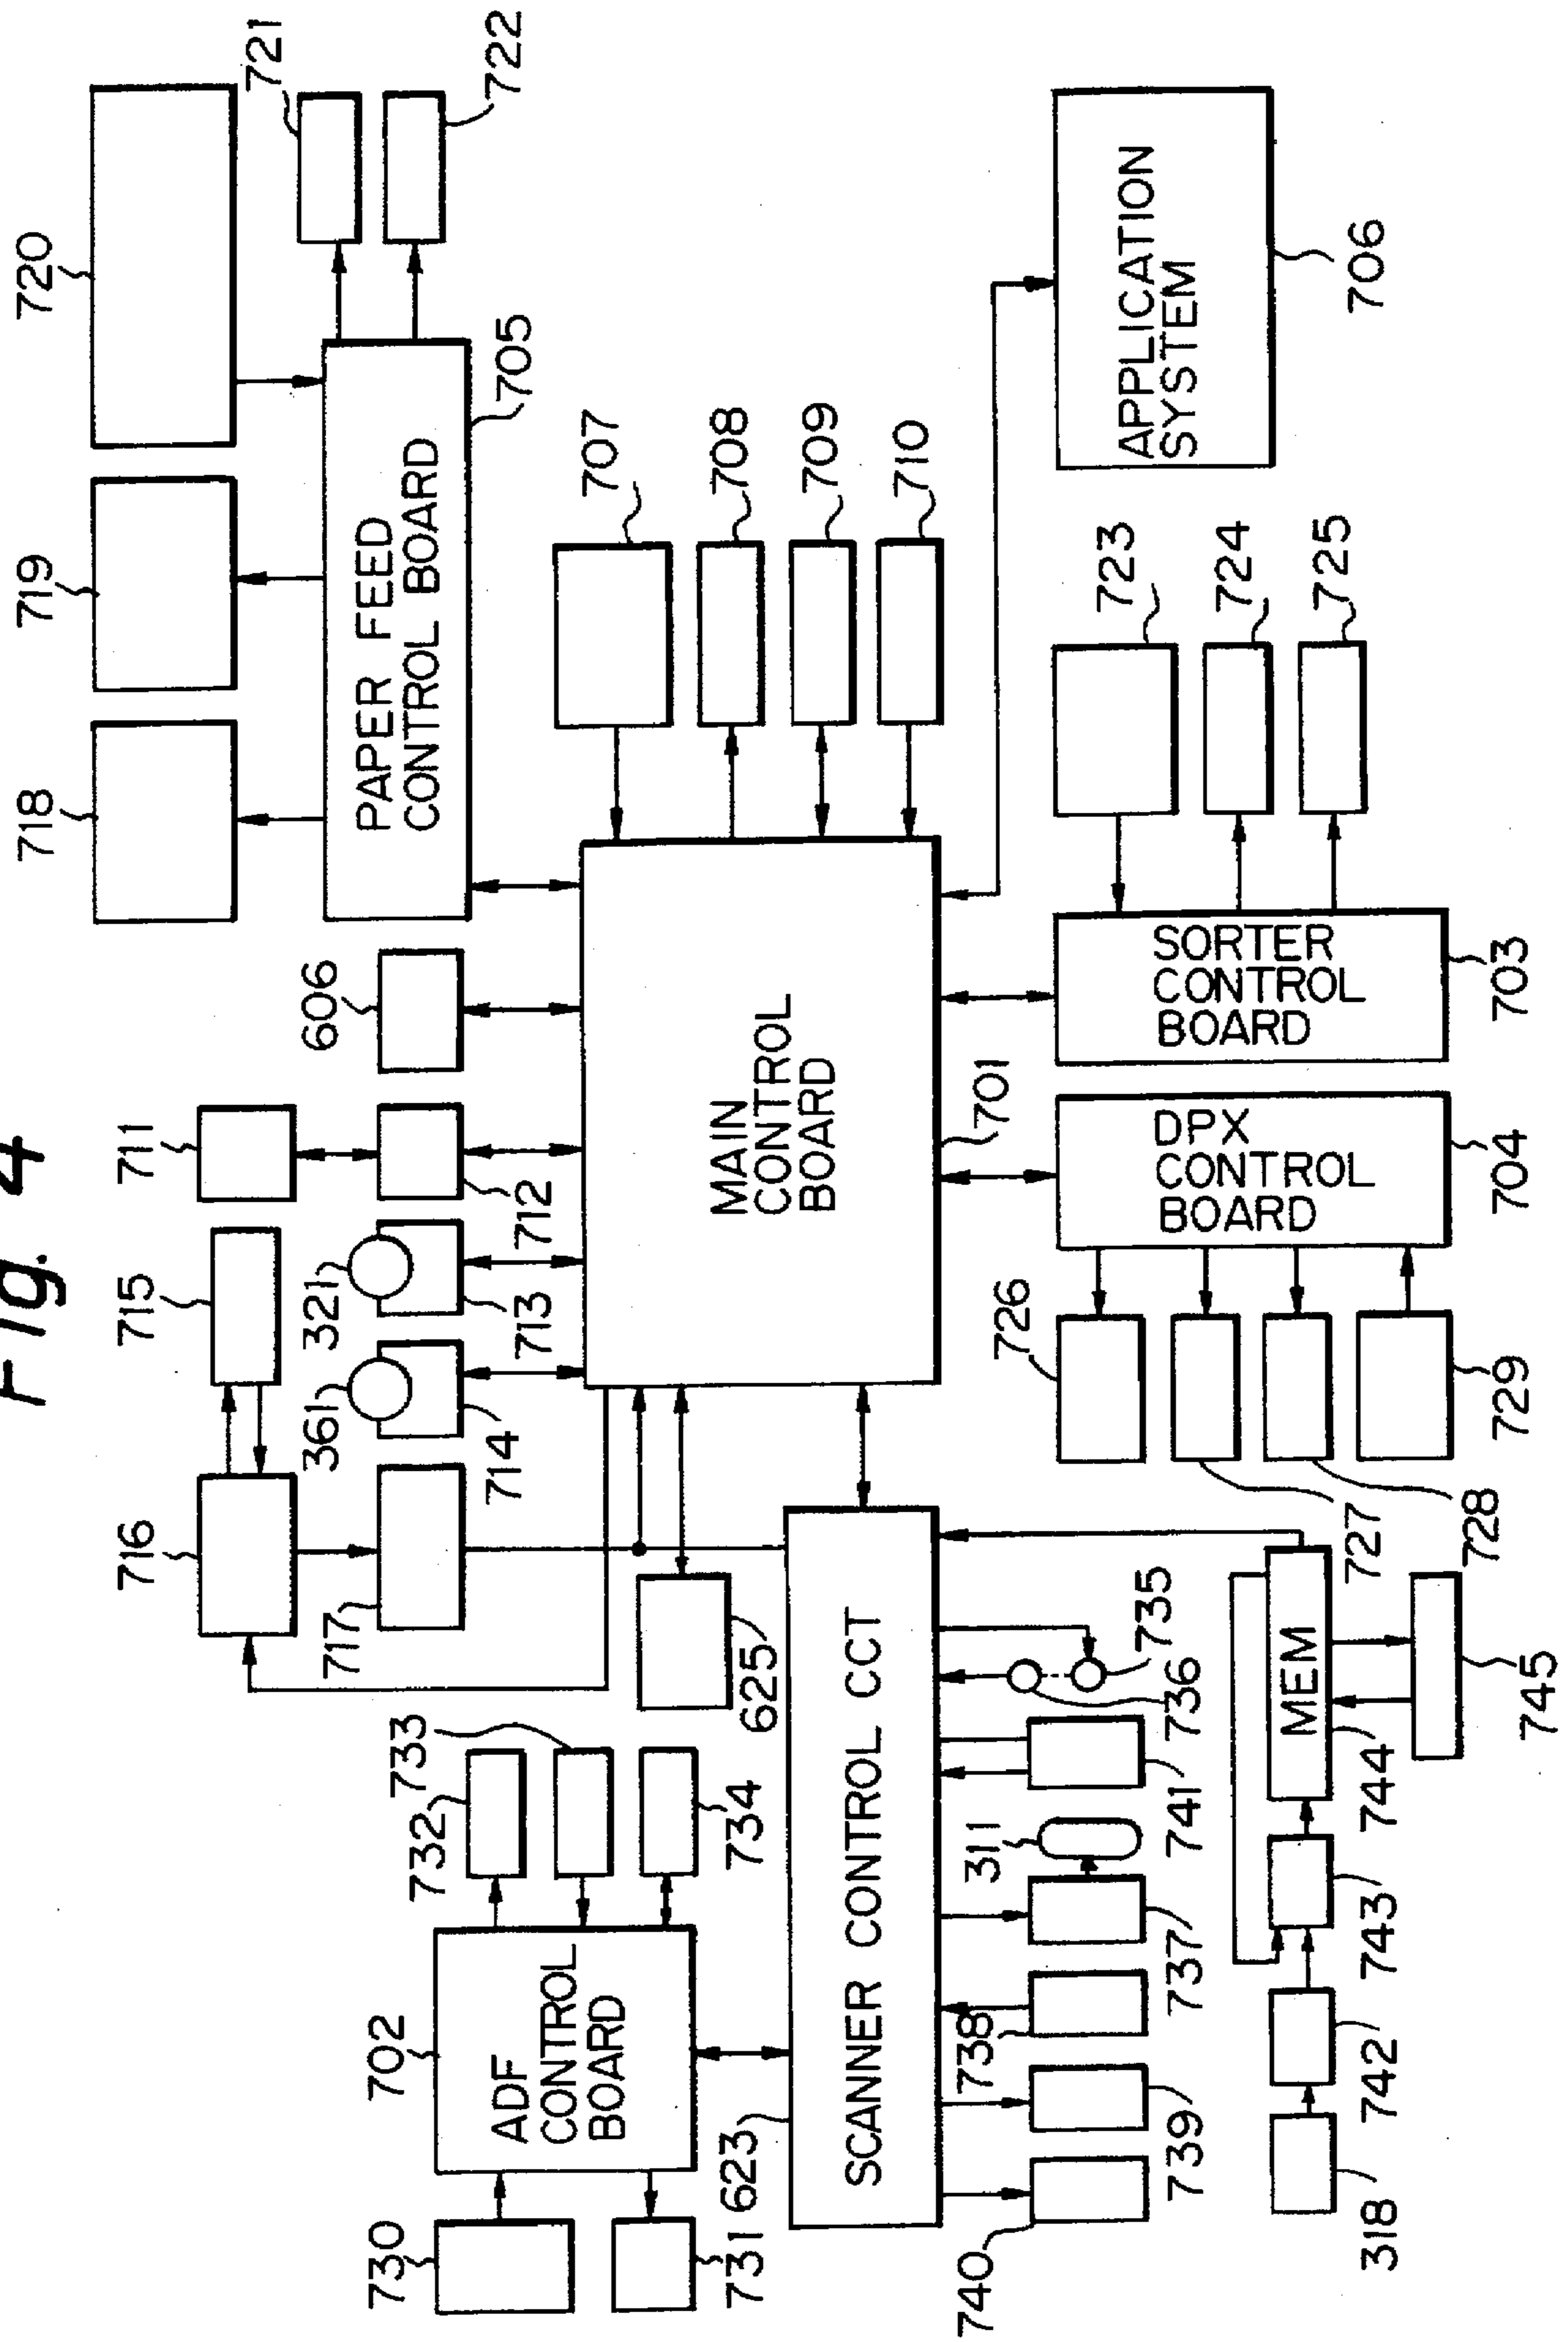 Fig. 4
720
721
722
719
718
PAPER FEED
CONTROL BOARD
705
606
711
712
715
321
713
361
714
716
717
707
708
709
710
MAIN
CONTROL
BOARD
701
APPLICATION
SYSTEM
706
723
724
725
SORTER
CONTROL
BOARD
703
DPX
CONTROL
BOARD
704
726
727
728
729
625
733
732
734
702
ADF
CONTROL
BOARD
730
731
623
SCANNER CONTROL CCT
735
736
741
311
737
738
739
740
MEM
744
745
743
742
318